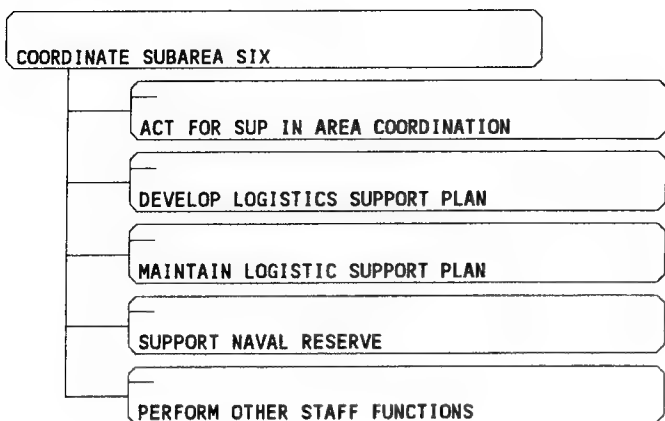 COORDINATE SUBAREA SIX
ACT FOR SUP IN AREA COORDINATION
DEVELOP LOGISTICS SUPPORT PLAN
MAINTAIN LOGISTIC SUPPORT PLAN
SUPPORT NAVAL RESERVE
PERFORM OTHER STAFF FUNCTIONS